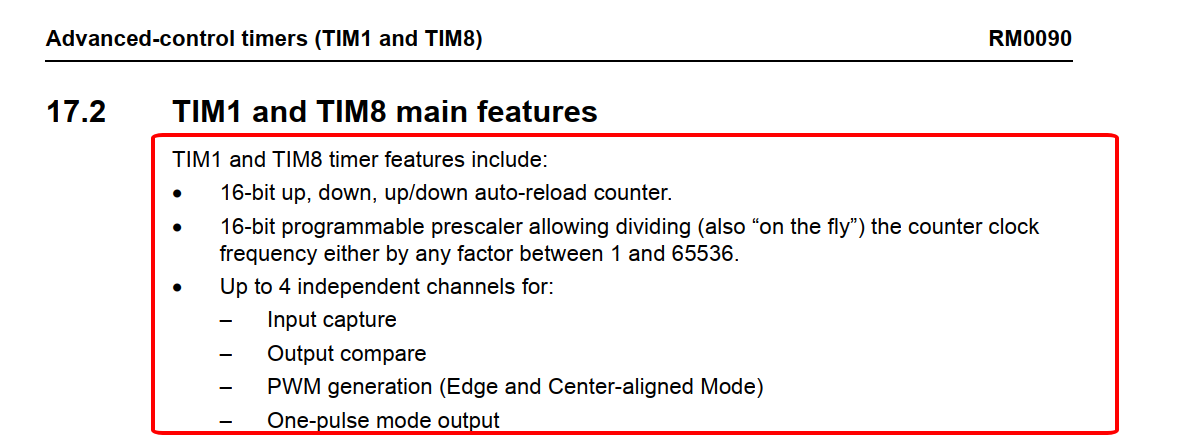 Advanced-control timers (TIM1 and TIM8) RM0090
17.2 TIM1 and TIM8 main features
TIM1 and TIM8 timer features include:
• 16-bit up, down, up/down auto-reload counter.
• 16-bit programmable prescaler allowing dividing (also “on the fly”) the counter clock
frequency either by any factor between 1 and 65536.
• Up to 4 independent channels for:
– Input capture
– Output compare
– PWM generation (Edge and Center-aligned Mode)
– One-pulse mode output